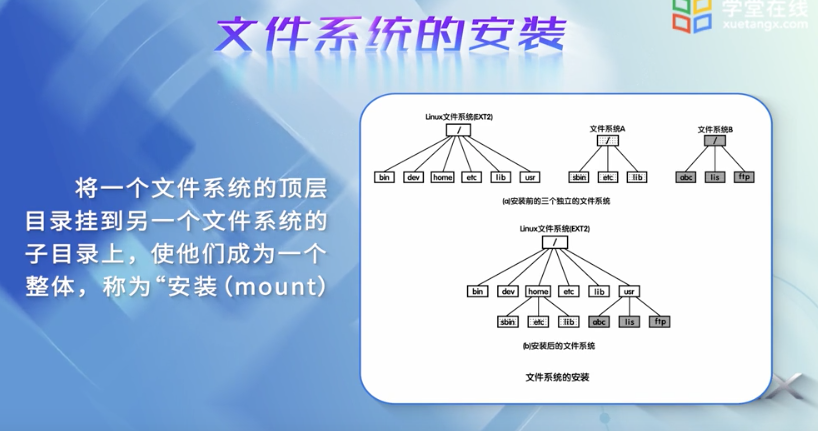 文件系统的安装
学堂在线
xuetangx.com
将一个文件系统的顶层
目录挂到另一个文件系统的
子目录上，使他们成为一个
整体，称为“安装（mount）
Linux文件系统(EXT2)
/
bin dev home etc lib usr
文件系统A
/
sbin etc lib
文件系统B
/
abc lis ftp
(a)安装前的三个独立的文件系统
Linux文件系统(EXT2)
/
bin dev home etc lib usr
sbin etc lib abc lis ftp
(b)安装后的文件系统
文件系统的安装
X